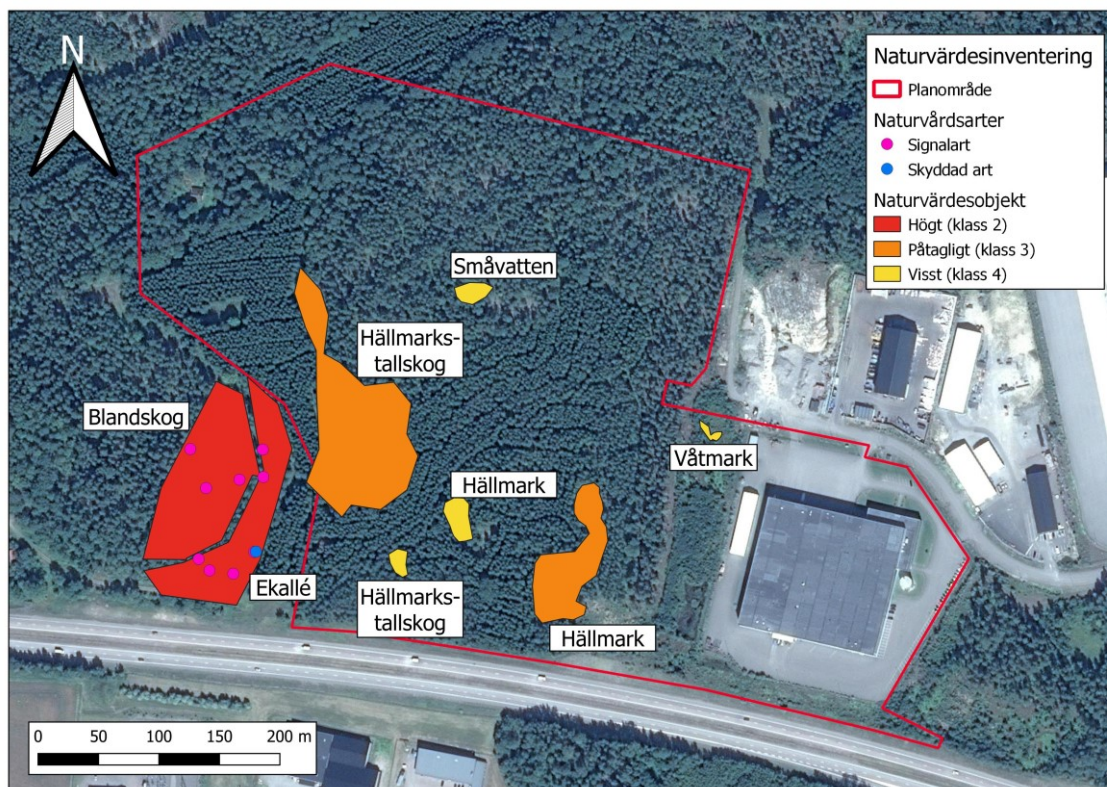 N
Naturvärdesinventering
Planområde
Naturvårdsarter
Signalart
Skyddad art
Naturvärdesobjekt
Högt (klass 2)
Påtagligt (klass 3)
Visst (klass 4)
Småvatten
Hällmarks-
tallskog
Blandskog
Våtmark
Hällmark
Ekallé
Hällmarks-
tallskog
Hällmark
0 50 100 150 200 m